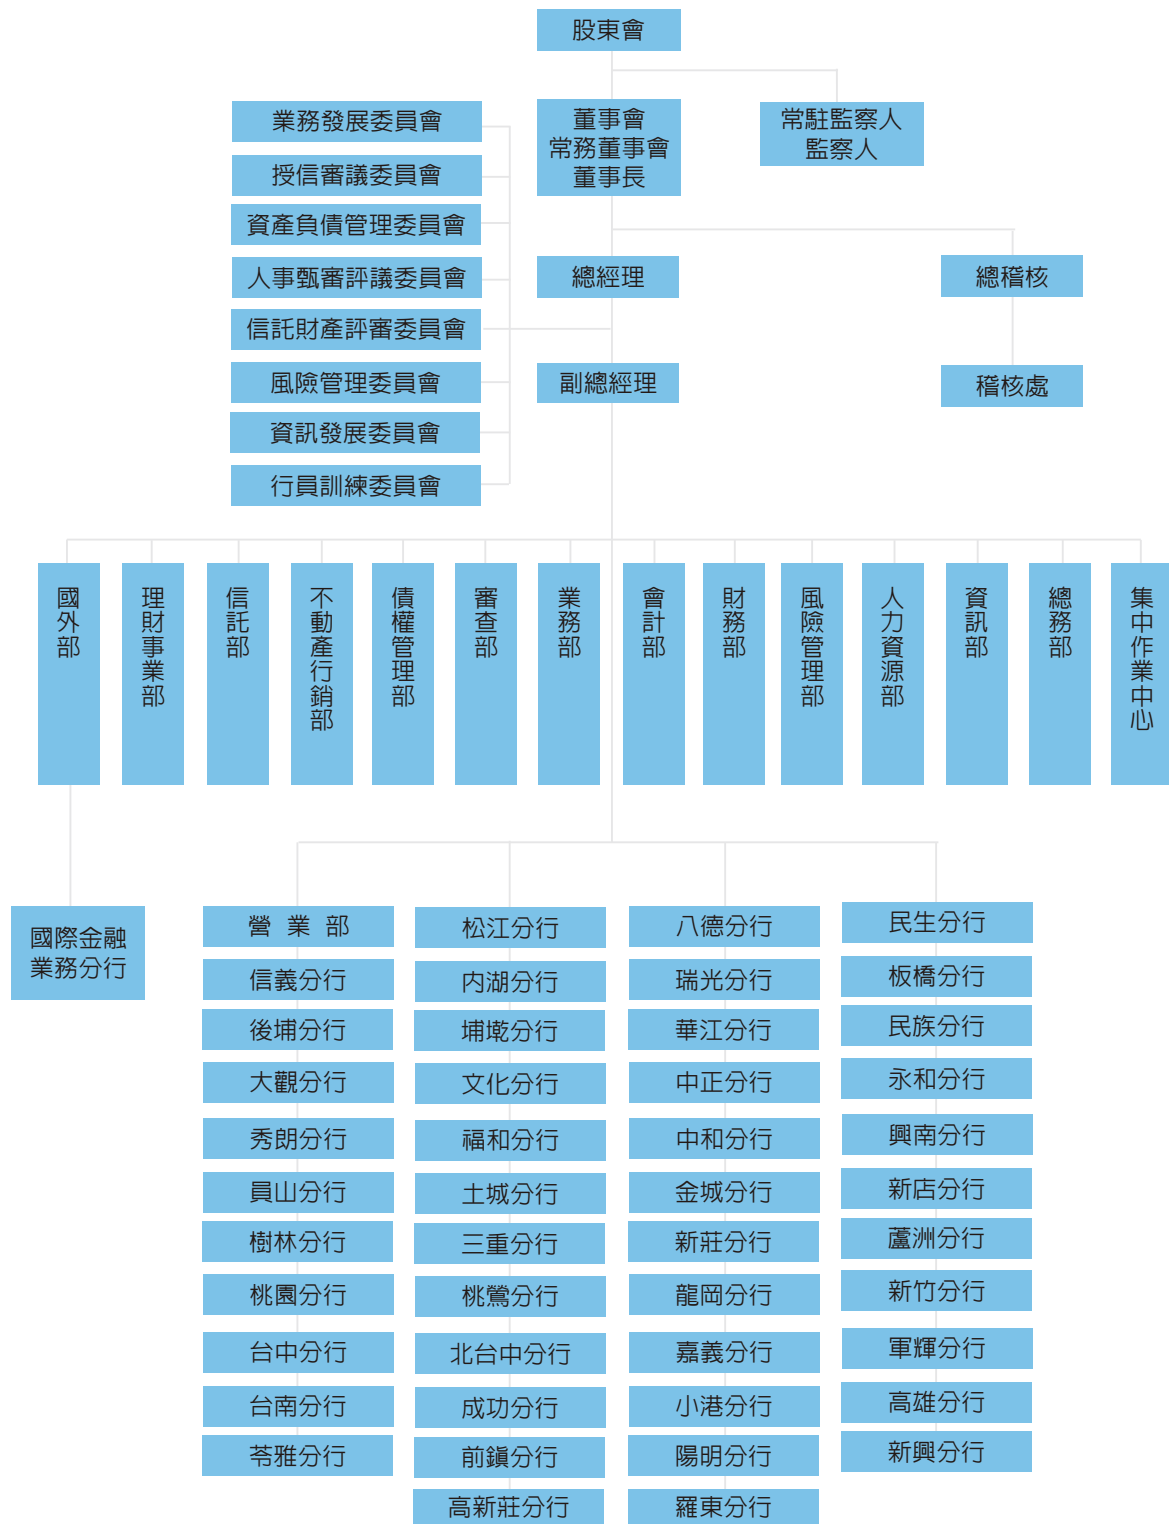 股東會
董事會
常務董事會
董事長
常駐監察人
監察人
業務發展委員會
授信審議委員會
資產負債管理委員會
人事甄審評議委員會
信託財產評審委員會
風險管理委員會
資訊發展委員會
行員訓練委員會
總經理
總稽核
副總經理
稽核處
國外部
理財事業部
信託部
不動產行銷部
債權管理部
審查部
業務部
會計部
財務部
風險管理部
人力資源部
資訊部
總務部
集中作業中心
國際金融
業務分行
營業部
信義分行
後埔分行
大觀分行
秀朗分行
員山分行
樹林分行
桃園分行
台中分行
台南分行
苓雅分行
松江分行
內湖分行
埔墘分行
文化分行
福和分行
土城分行
三重分行
桃鶯分行
北台中分行
成功分行
前鎮分行
高新莊分行
八德分行
瑞光分行
華江分行
中正分行
中和分行
金城分行
新莊分行
龍岡分行
嘉義分行
小港分行
陽明分行
羅東分行
民生分行
板橋分行
民族分行
永和分行
興南分行
新店分行
蘆洲分行
新竹分行
軍輝分行
高雄分行
新興分行